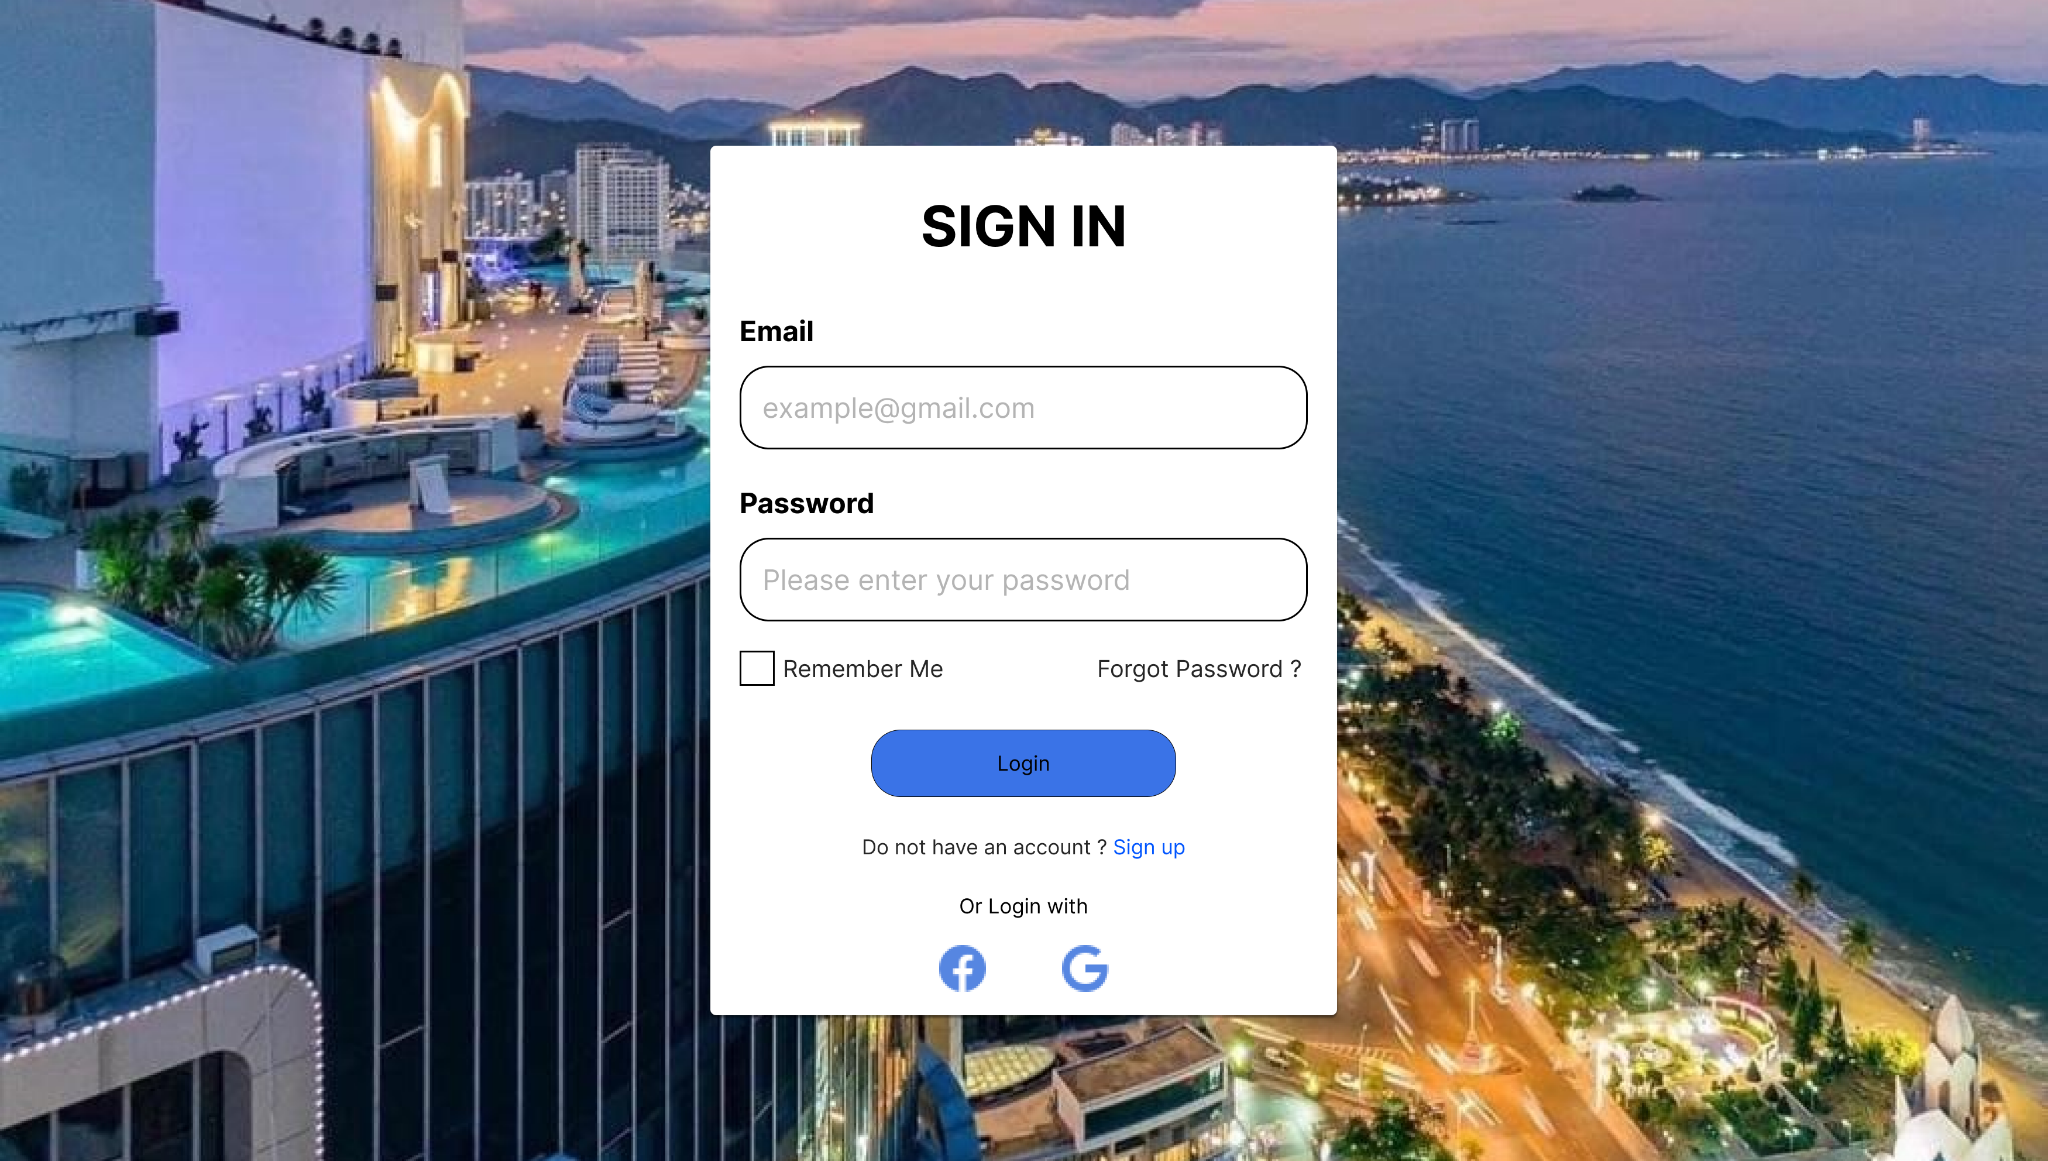 SIGN IN
Email
example@gmail.com
Password
Please enter your password
Remember Me
Forgot Password ?
Login
Do not have an account ? Sign up
Or Login with